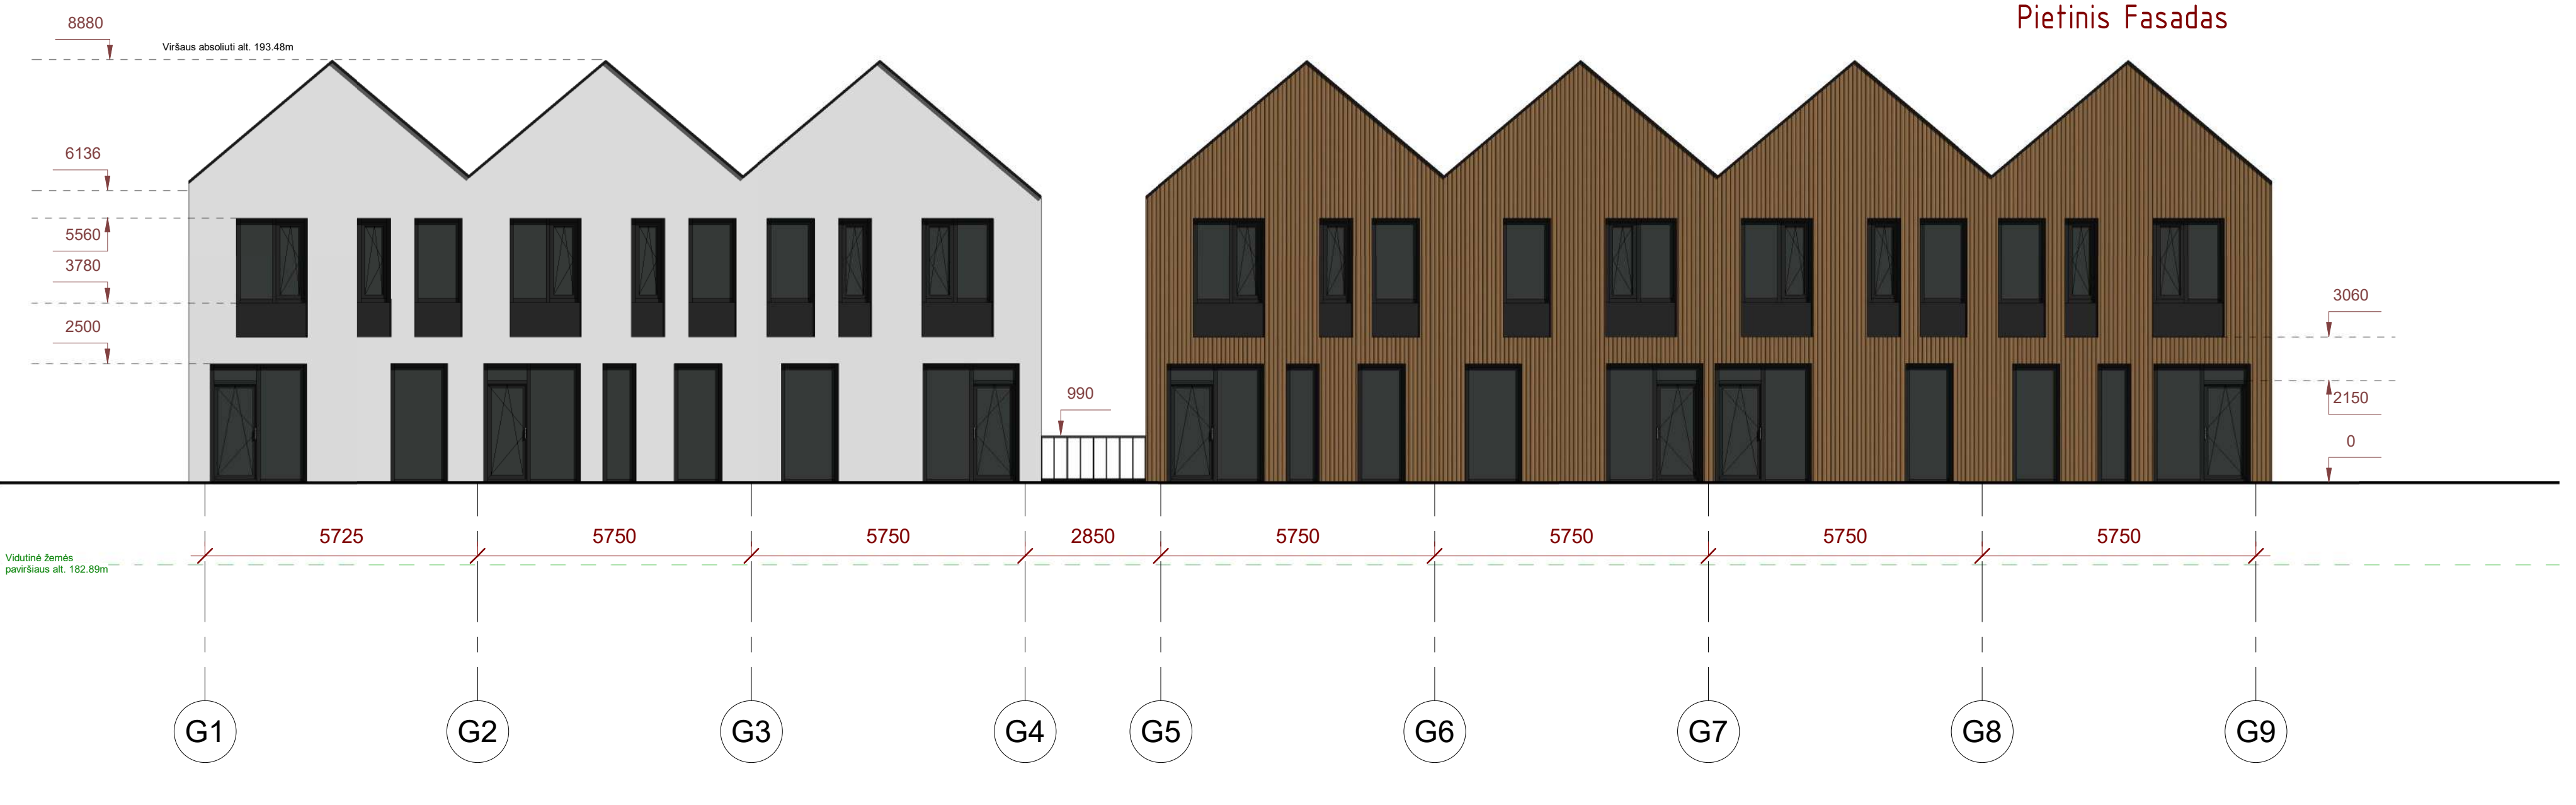 Pietinis Fasadas
8880
Viršaus absoliuti alt. 193.48m
6136
5560
3780
2500
990
3060
2150
0
5725 5750 5750 2850 5750 5750 5750 5750
Vidutinė žemės
paviršiaus alt. 182.89m
G1 G2 G3 G4 G5 G6 G7 G8 G9